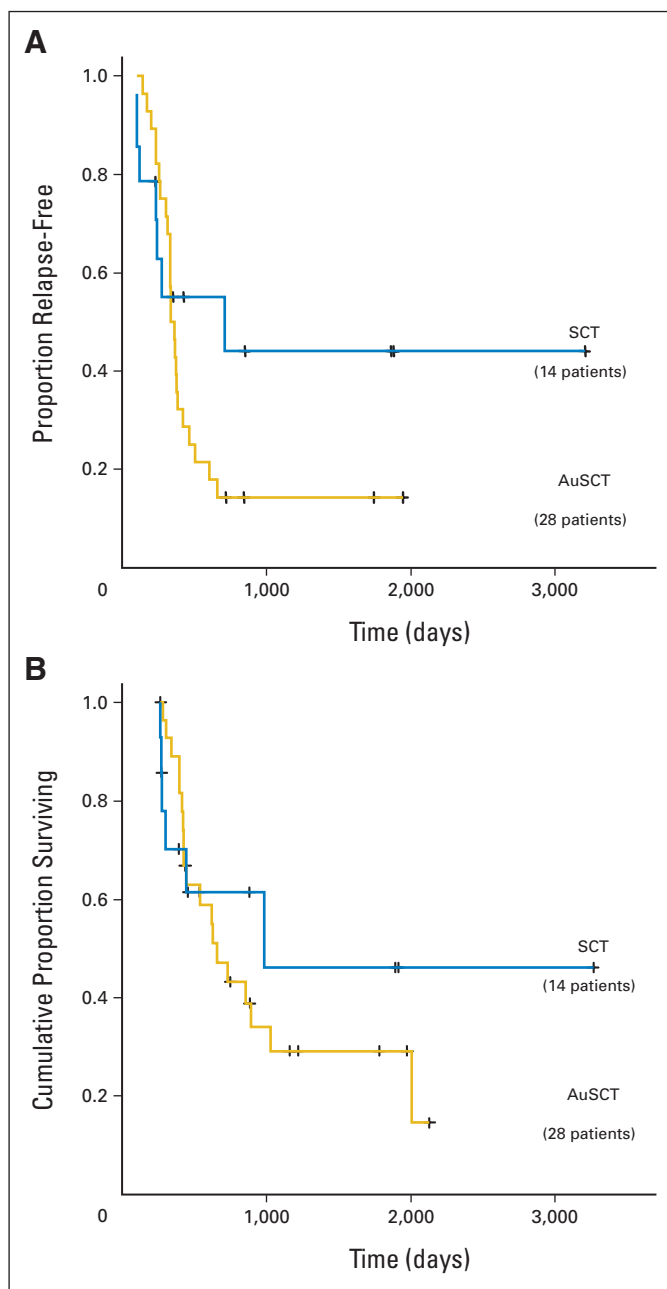 A
1.0
0.8
0.6
0.4
0.2
0
1,000
2,000
3,000
Proportion Relapse-Free
Time (days)
SCT
(14 patients)
AuSCT
(28 patients)
B
1.0
0.8
0.6
0.4
0.2
0
1,000
2,000
3,000
Cumulative Proportion Surviving
Time (days)
SCT
(14 patients)
AuSCT
(28 patients)